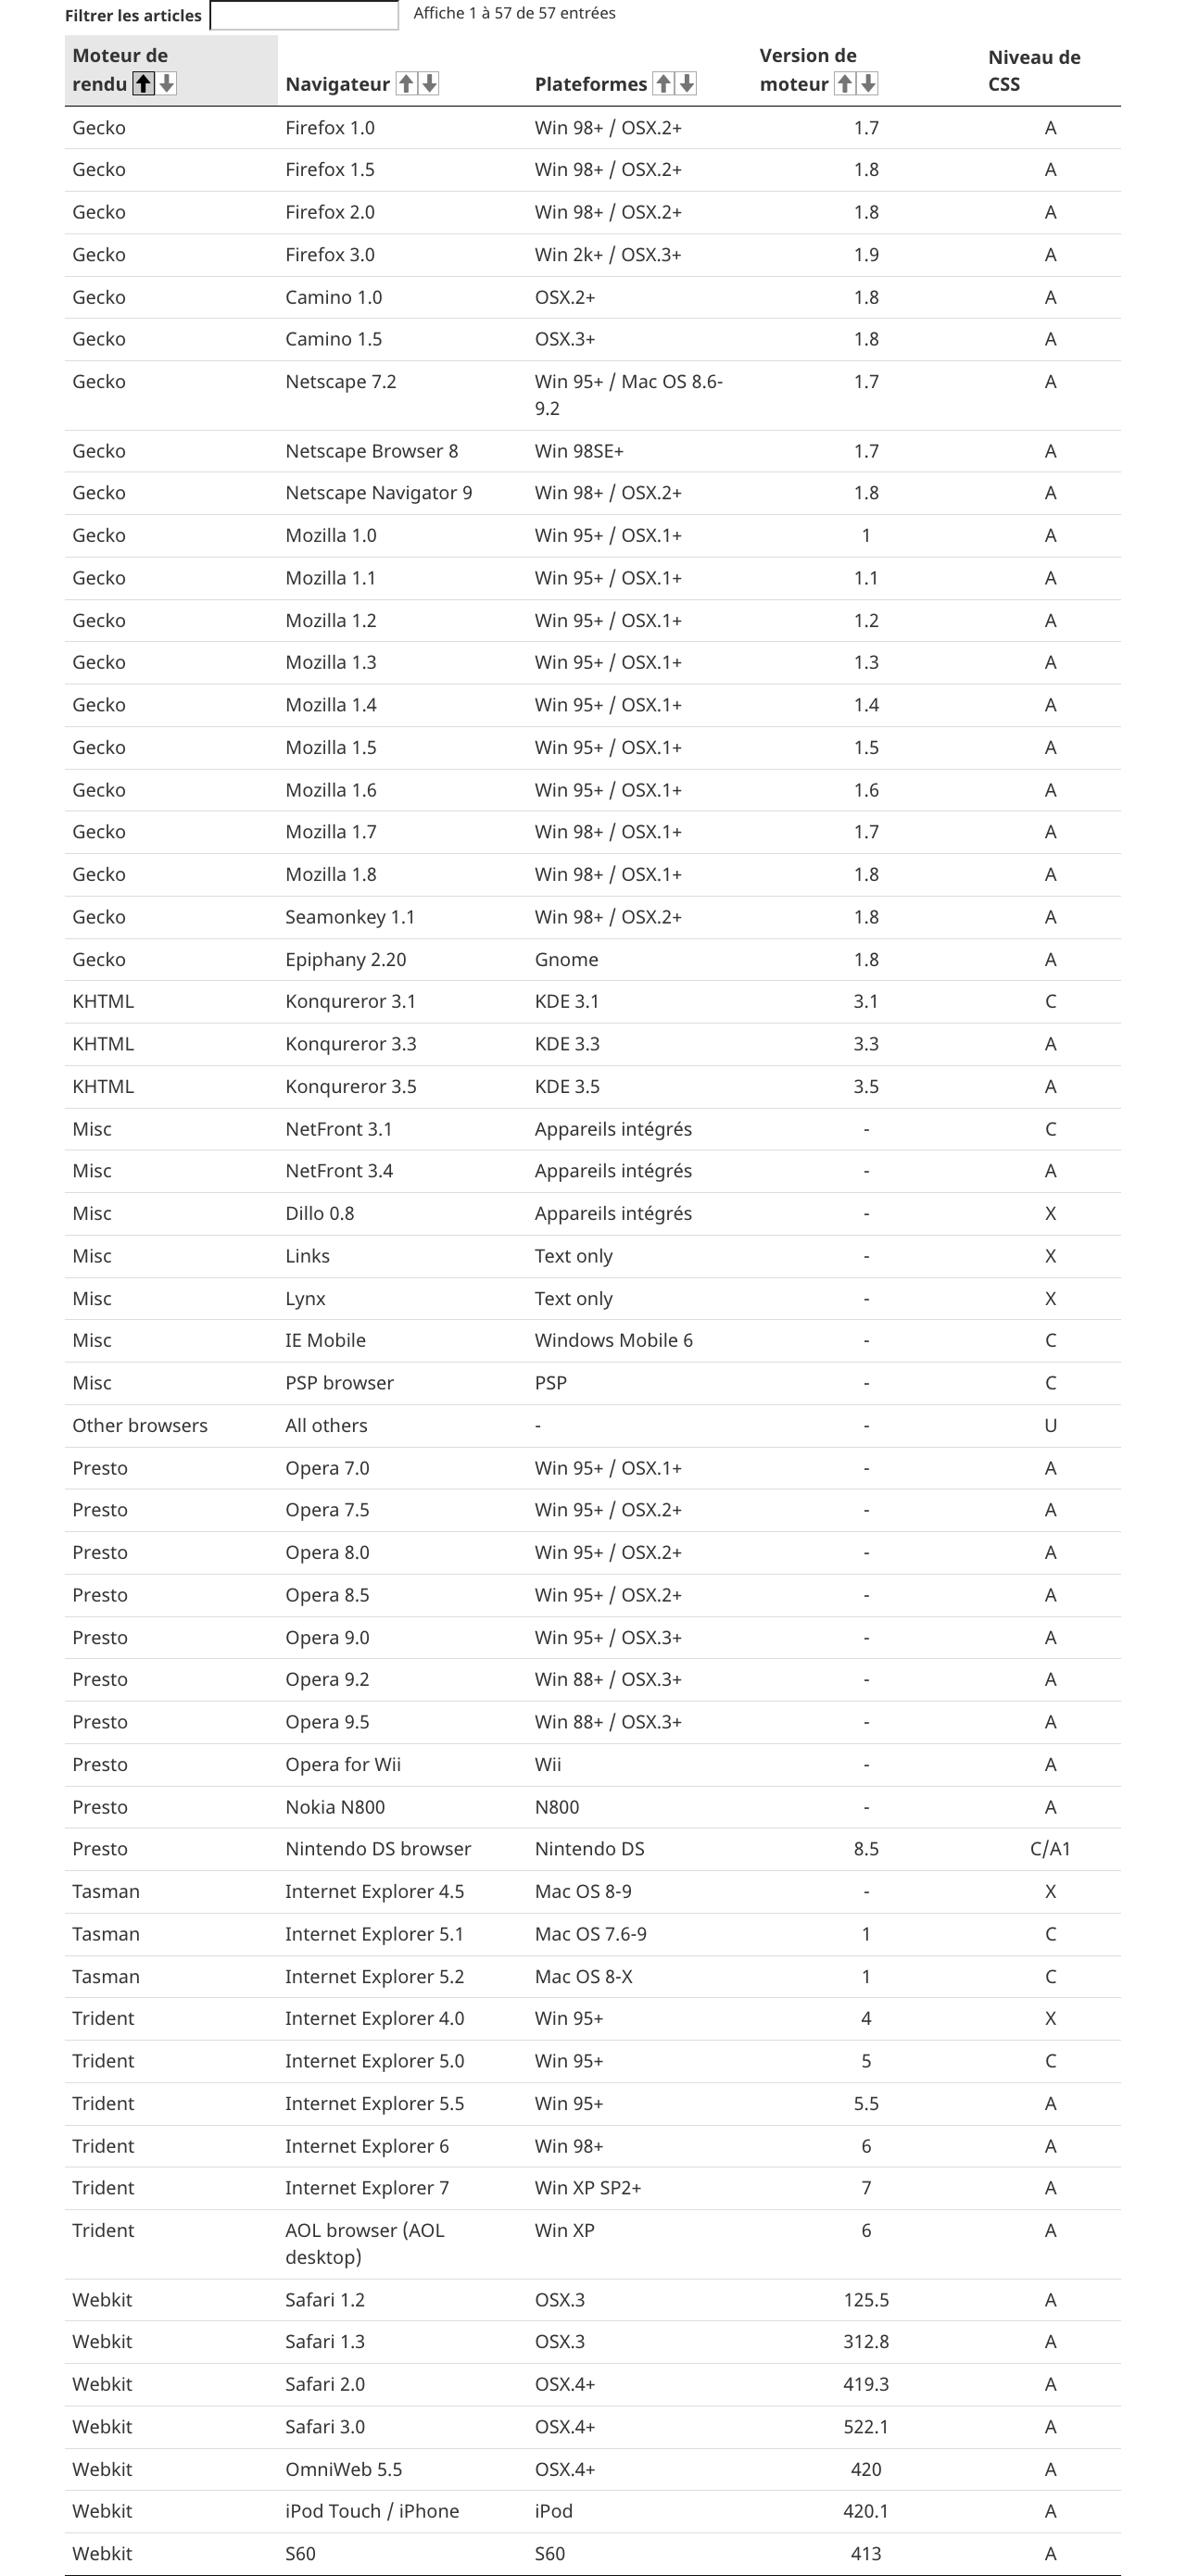 Filtrer les articles Affiche 1 à 57 de 57 entrées
Moteur de rendu Navigateur Plateformes Version de moteur Niveau de CSS
Gecko Firefox 1.0 Win 98+ / OSX.2+ 1.7 A
Gecko Firefox 1.5 Win 98+ / OSX.2+ 1.8 A
Gecko Firefox 2.0 Win 98+ / OSX.2+ 1.8 A
Gecko Firefox 3.0 Win 2k+ / OSX.3+ 1.9 A
Gecko Camino 1.0 OSX.2+ 1.8 A
Gecko Camino 1.5 OSX.3+ 1.8 A
Gecko Netscape 7.2 Win 95+ / Mac OS 8.6-9.2 1.7 A
Gecko Netscape Browser 8 Win 98SE+ 1.7 A
Gecko Netscape Navigator 9 Win 98+ / OSX.2+ 1.8 A
Gecko Mozilla 1.0 Win 95+ / OSX.1+ 1 A
Gecko Mozilla 1.1 Win 95+ / OSX.1+ 1.1 A
Gecko Mozilla 1.2 Win 95+ / OSX.1+ 1.2 A
Gecko Mozilla 1.3 Win 95+ / OSX.1+ 1.3 A
Gecko Mozilla 1.4 Win 95+ / OSX.1+ 1.4 A
Gecko Mozilla 1.5 Win 95+ / OSX.1+ 1.5 A
Gecko Mozilla 1.6 Win 95+ / OSX.1+ 1.6 A
Gecko Mozilla 1.7 Win 98+ / OSX.1+ 1.7 A
Gecko Mozilla 1.8 Win 98+ / OSX.1+ 1.8 A
Gecko Seamonkey 1.1 Win 98+ / OSX.2+ 1.8 A
Gecko Epiphany 2.20 Gnome 1.8 A
KHTML Konqureror 3.1 KDE 3.1 3.1 C
KHTML Konqureror 3.3 KDE 3.3 3.3 A
KHTML Konqureror 3.5 KDE 3.5 3.5 A
Misc NetFront 3.1 Appareils intégrés - C
Misc NetFront 3.4 Appareils intégrés - A
Misc Dillo 0.8 Appareils intégrés - X
Misc Links Text only - X
Misc Lynx Text only - X
Misc IE Mobile Windows Mobile 6 - C
Misc PSP browser PSP - C
Other browsers All others - - U
Presto Opera 7.0 Win 95+ / OSX.1+ - A
Presto Opera 7.5 Win 95+ / OSX.2+ - A
Presto Opera 8.0 Win 95+ / OSX.2+ - A
Presto Opera 8.5 Win 95+ / OSX.2+ - A
Presto Opera 9.0 Win 95+ / OSX.3+ - A
Presto Opera 9.2 Win 88+ / OSX.3+ - A
Presto Opera 9.5 Win 88+ / OSX.3+ - A
Presto Opera for Wii Wii - A
Presto Nokia N800 N800 - A
Presto Nintendo DS browser Nintendo DS 8.5 C/A1
Tasman Internet Explorer 4.5 Mac OS 8-9 - X
Tasman Internet Explorer 5.1 Mac OS 7.6-9 1 C
Tasman Internet Explorer 5.2 Mac OS 8-X 1 C
Trident Internet Explorer 4.0 Win 95+ 4 X
Trident Internet Explorer 5.0 Win 95+ 5 C
Trident Internet Explorer 5.5 Win 95+ 5.5 A
Trident Internet Explorer 6 Win 98+ 6 A
Trident Internet Explorer 7 Win XP SP2+ 7 A
Trident AOL browser (AOL desktop) Win XP 6 A
Webkit Safari 1.2 OSX.3 125.5 A
Webkit Safari 1.3 OSX.3 312.8 A
Webkit Safari 2.0 OSX.4+ 419.3 A
Webkit Safari 3.0 OSX.4+ 522.1 A
Webkit OmniWeb 5.5 OSX.4+ 420 A
Webkit iPod Touch / iPhone iPod 420.1 A
Webkit S60 S60 413 A